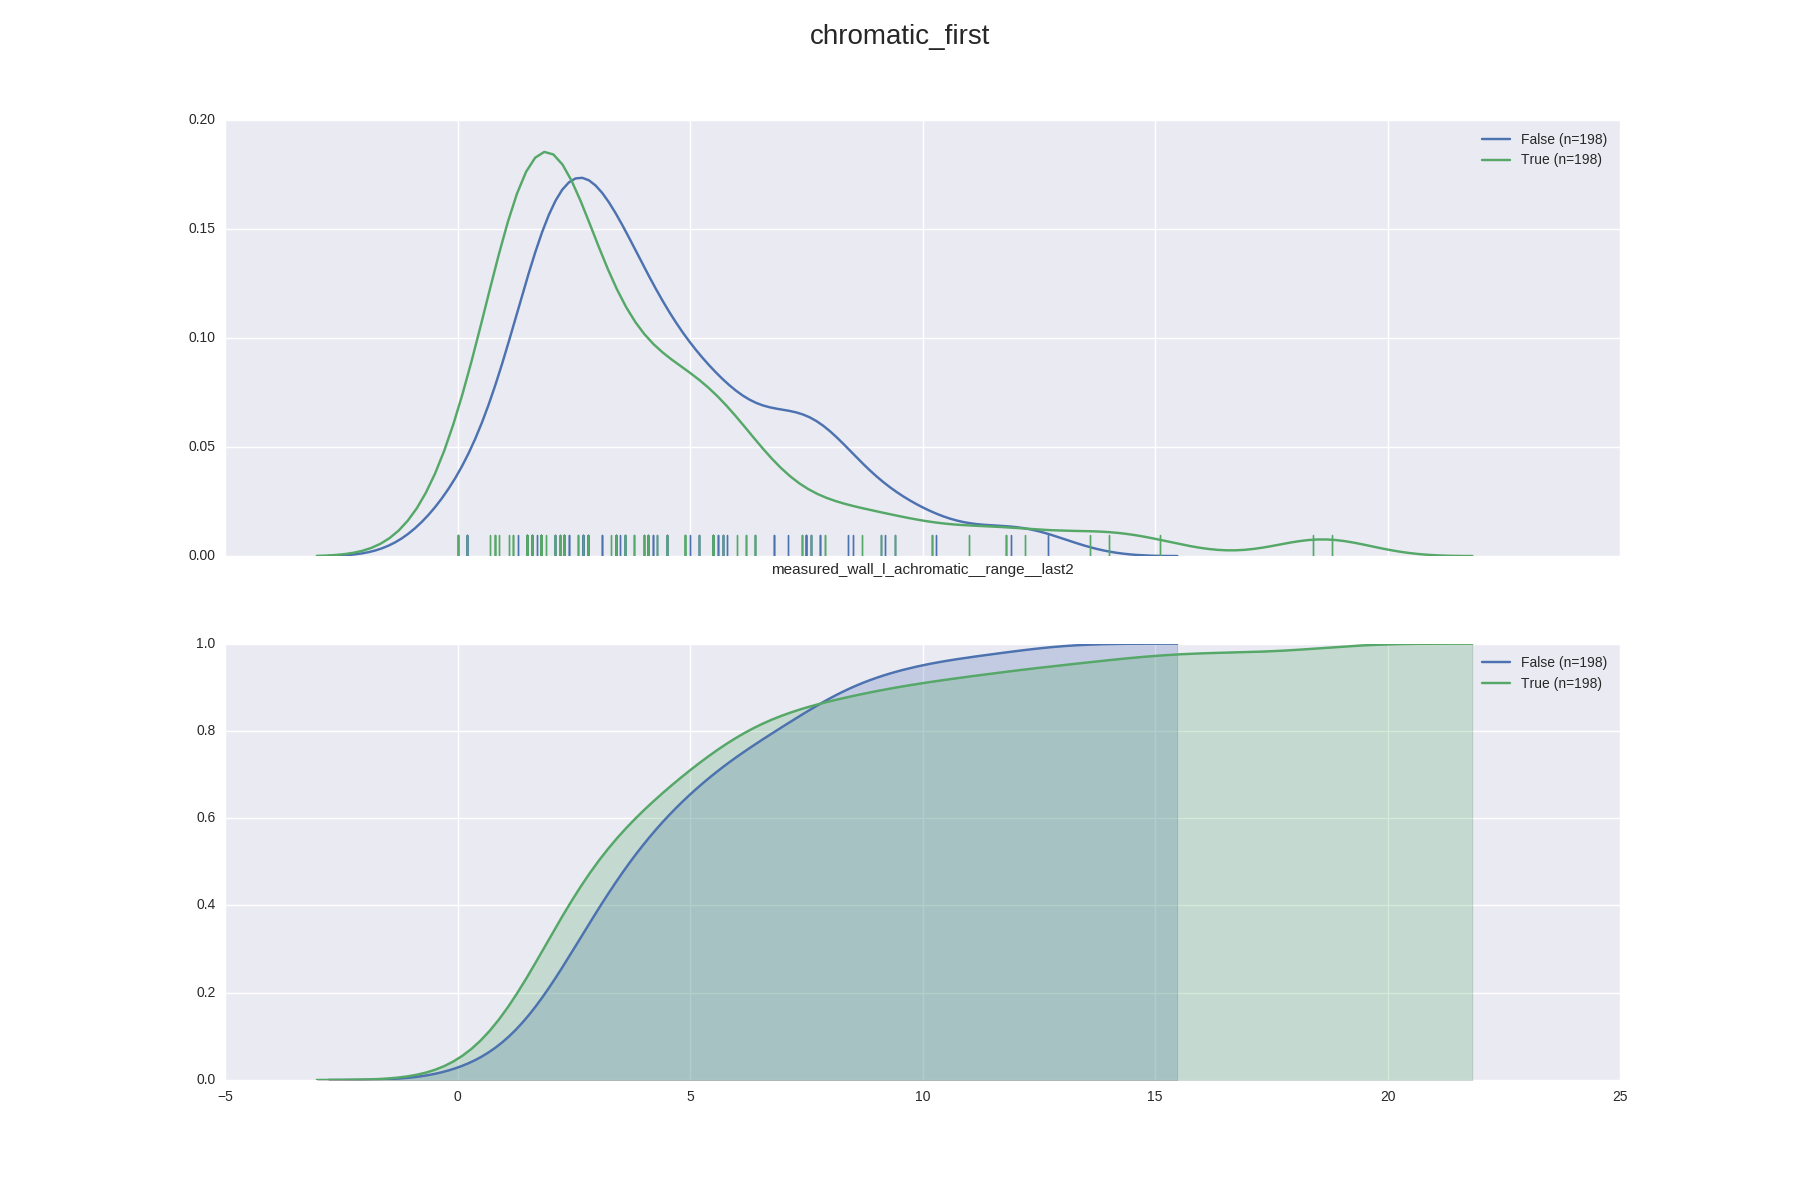 chromatic_first
0.20
0.15
0.10
0.05
0.00
False (n=198)
True (n=198)
measured_wall_l_achromatic__range__last2
1.0
0.8
0.6
0.4
0.2
0.0
False (n=198)
True (n=198)
−5 0 5 10 15 20 25